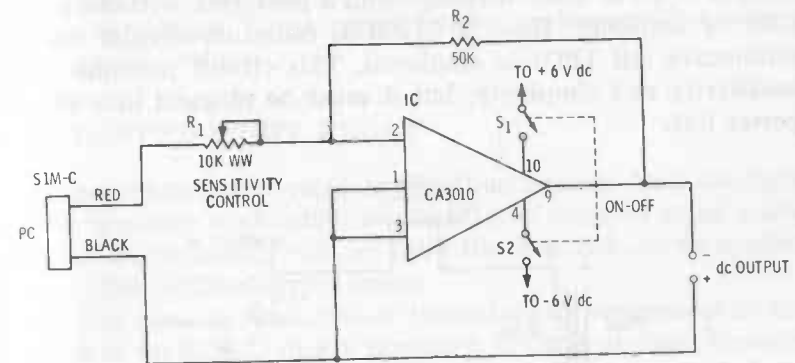 R2
50K
TO + 6 V dc
IC
R1
S1
2
10K WW
10
S1M-C
SENSITIVITY
CONTROL
1
CA3010
9
RED
4
ON-OFF
PC
3
BLACK
S2
−
dc OUTPUT
+
TO -6 V dc